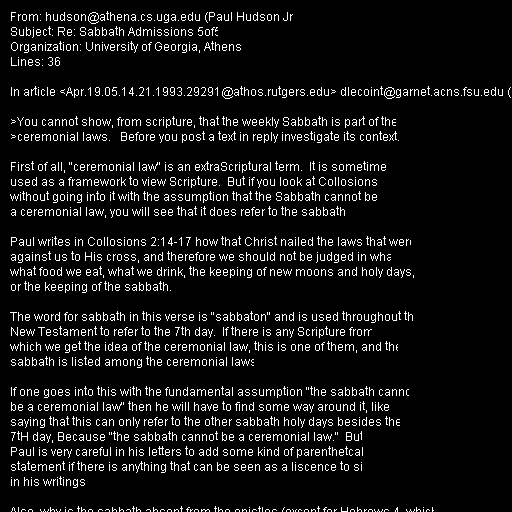 From: hudson@athena.cs.uga.edu (Paul Hudson Jr
Subject: Re: Sabbath Admissions 5of5
Organization: University of Georgia, Athens
Lines: 36
In article <Apr.19.05.14.21.1993.29291@athos.rutgers.edu> dlecoint@garnet.acns.fsu.edu (
>You cannot show, from scripture, that the weekly Sabbath is part of the
>ceremonial laws. Before you post a text in reply investigate its context.
First of all, "ceremonial law" is an extraScriptural term. It is sometime
used as a framework to view Scripture. But if you look at Collosions
without going into it with the assumption that the Sabbath cannot be
a ceremonial law, you will see that it does refer to the sabbath
Paul writes in Collosions 2:14-17 how that Christ nailed the laws that were
against us to His cross, and therefore we should not be judged in wha
what food we eat, what we drink, the keeping of new moons and holy days,
or the keeping of the sabbath.
The word for sabbath in this verse is "sabbaton" and is used throughout th
New Testament to refer to the 7th day. If there is any Scripture from
which we get the idea of the ceremonial law, this is one of them, and the
sabbath is listed among the ceremonial laws
If one goes into this with the fundamental assumption "the sabbath canno
be a ceremonial law" then he will have to find some way around it, like
saying that this can only refer to the other sabbath holy days besides the
7TH day, Because "the sabbath cannot be a ceremonial law." But
Paul is very careful in his letters to add some kind of parenthetcal
statement if there is anything that can be seen as a liscence to si
in his writings
Also, why is the sabbath absent from the epistles (except for Hebrews 4, which